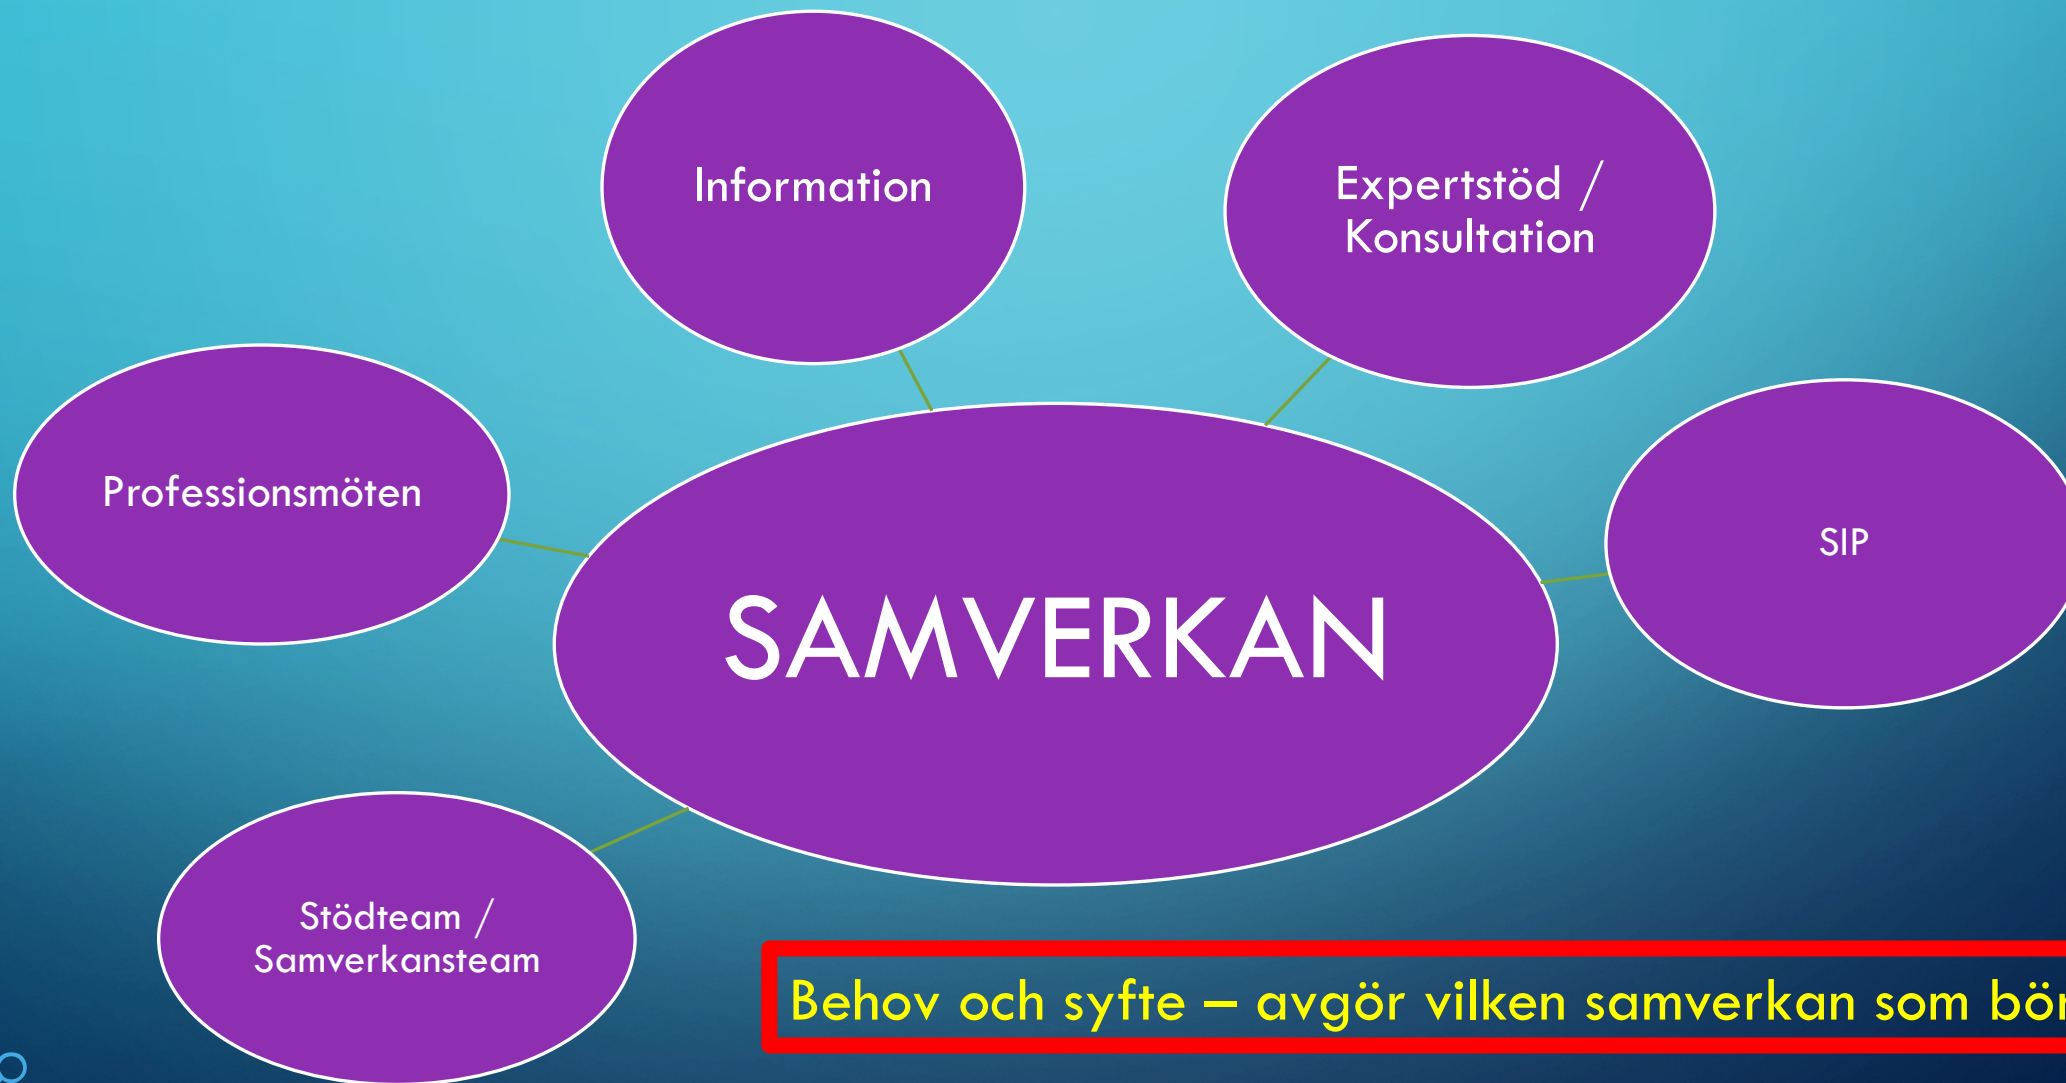 Information
Expertstöd /
Konsultation
Professionsmöten
SIP
SAMVERKAN
Stödteam /
Samverkansteam
Behov och syfte – avgör vilken samverkan som bör